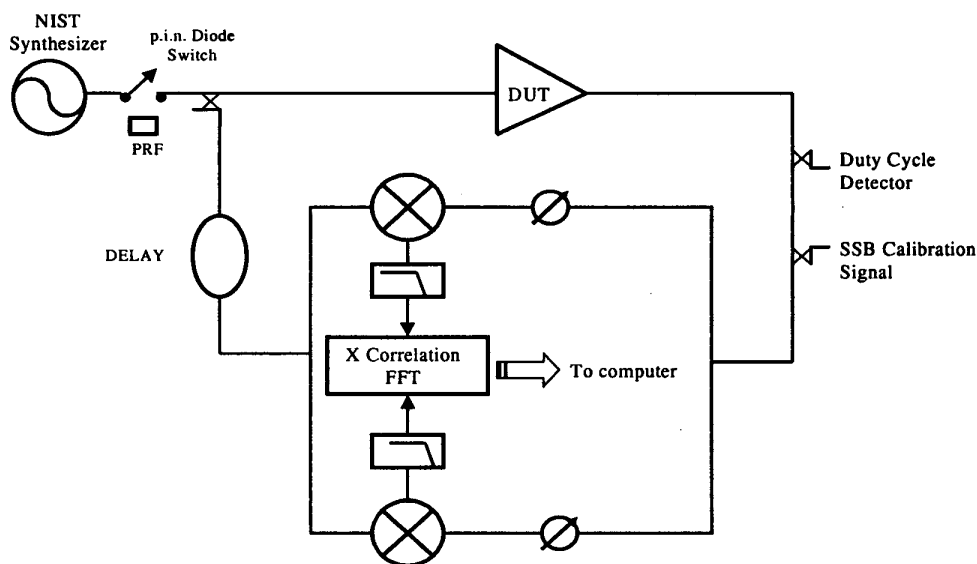 NIST
Synthesizer
p.i.n. Diode
Switch
PRF
DUT
Duty Cycle
Detector
DELAY
SSB Calibration
Signal
X Correlation
FFT
To computer